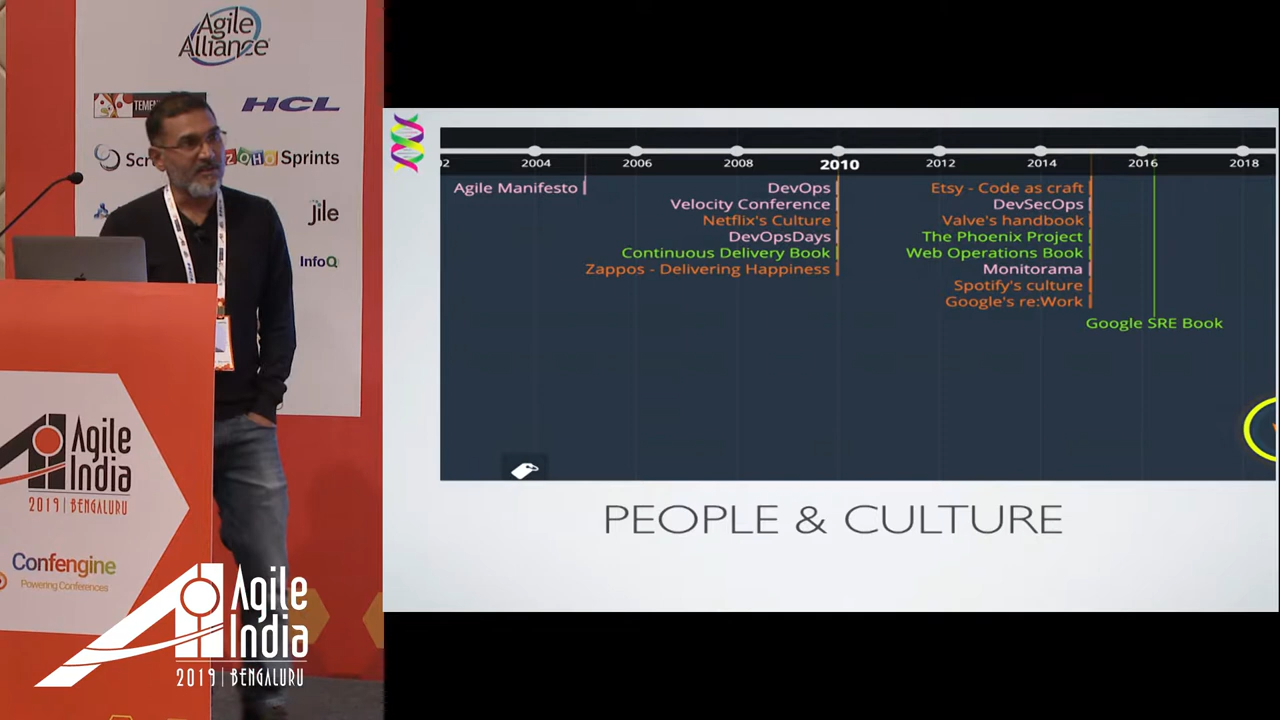 Agile
Alliance
TEMEN
HCL
Scr
ZOHO Sprints
Jile
InfoQ
Agile
India
2019 | BENGALURU
Confengine
Powering Conferences
Agile
India
2019 | BENGALURU
02 2004 2006 2008 2010 2012 2014 2016 2018
Agile Manifesto
DevOps
Velocity Conference
Netflix's Culture
DevOpsDays
Continuous Delivery Book
Zappos - Delivering Happiness
Etsy - Code as craft
DevSecOps
Valve's handbook
The Phoenix Project
Web Operations Book
Monitorama
Spotify's culture
Google's re:Work
Google SRE Book
PEOPLE & CULTURE